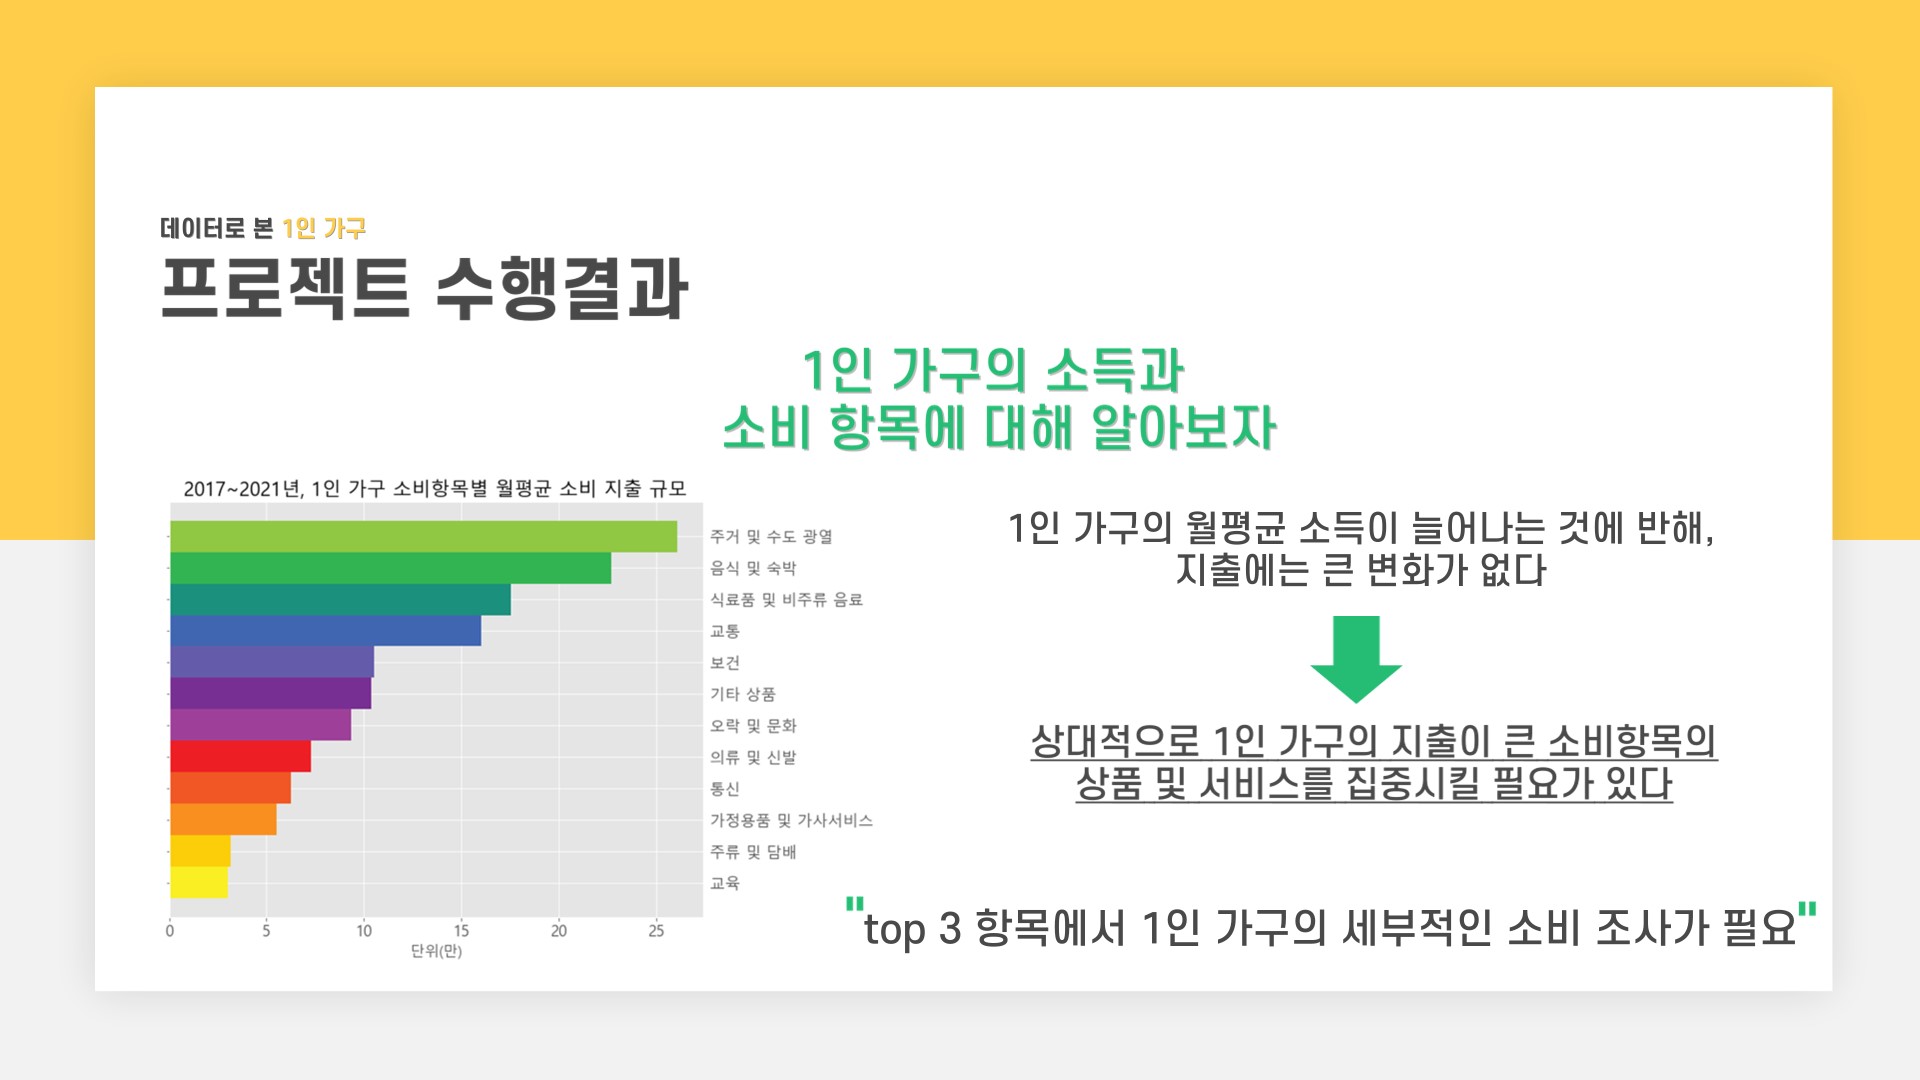 데이터로 본 1인 가구
프로젝트 수행결과
1인 가구의 소득과
소비 항목에 대해 알아보자
2017~2021년, 1인 가구 소비항목별 월평균 소비 지출 규모
주거 및 수도 광열
음식 및 숙박
식료품 및 비주류 음료
교통
보건
기타 상품
오락 및 문화
의류 및 신발
통신
가정용품 및 가사서비스
주류 및 담배
교육
0 5 10 15 20 25
단위(만)
1인 가구의 월평균 소득이 늘어나는 것에 반해,
지출에는 큰 변화가 없다
상대적으로 1인 가구의 지출이 큰 소비항목의
상품 및 서비스를 집중시킬 필요가 있다
"top 3 항목에서 1인 가구의 세부적인 소비 조사가 필요"